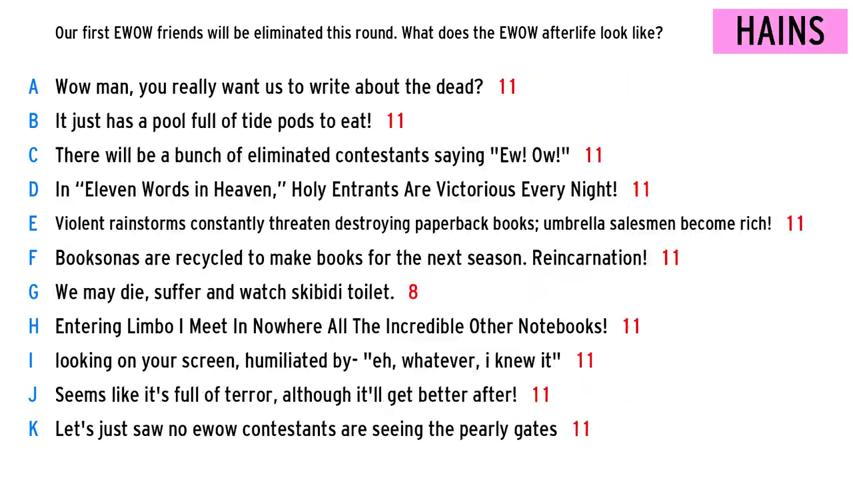 Our first EWOW friends will be eliminated this round. What does the EWOW afterlife look like?
HAINS
A Wow man, you really want us to write about the dead? 11
B It just has a pool full of tide pods to eat! 11
C There will be a bunch of eliminated contestants saying "Ew! Ow!" 11
D In “Eleven Words in Heaven,” Holy Entrants Are Victorious Every Night! 11
E Violent rainstorms constantly threaten destroying paperback books; umbrella salesmen become rich! 11
F Booksonas are recycled to make books for the next season. Reincarnation! 11
G We may die, suffer and watch skibidi toilet. 8
H Entering Limbo I Meet In Nowhere All The Incredible Other Notebooks! 11
I looking on your screen, humiliated by- "eh, whatever, i knew it" 11
J Seems like it's full of terror, although it'll get better after! 11
K Let's just saw no ewow contestants are seeing the pearly gates 11